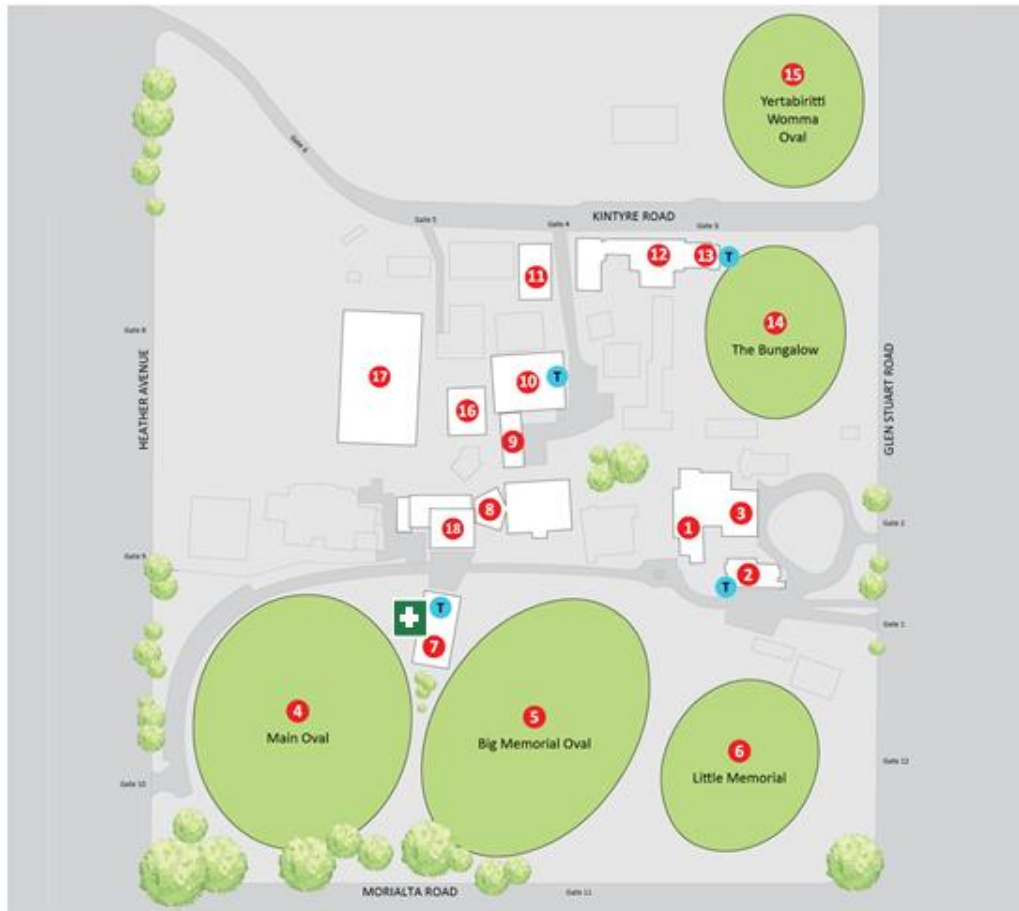 15
Yertabiritti
Womma
Oval
Gate 6
Gate 5
Gate 4
KINTYRE ROAD
Gate 3
11
12
13
T
14
The Bungalow
Gate 8
HEATHER AVENUE
GLEN STUART ROAD
17
10
T
16
9
8
18
1
3
2
T
Gate 2
Gate 9
Gate 1
T
7
4
Main Oval
5
Big Memorial Oval
6
Little Memorial
Gate 12
Gate 10
MORIALTA ROAD
Gate 11